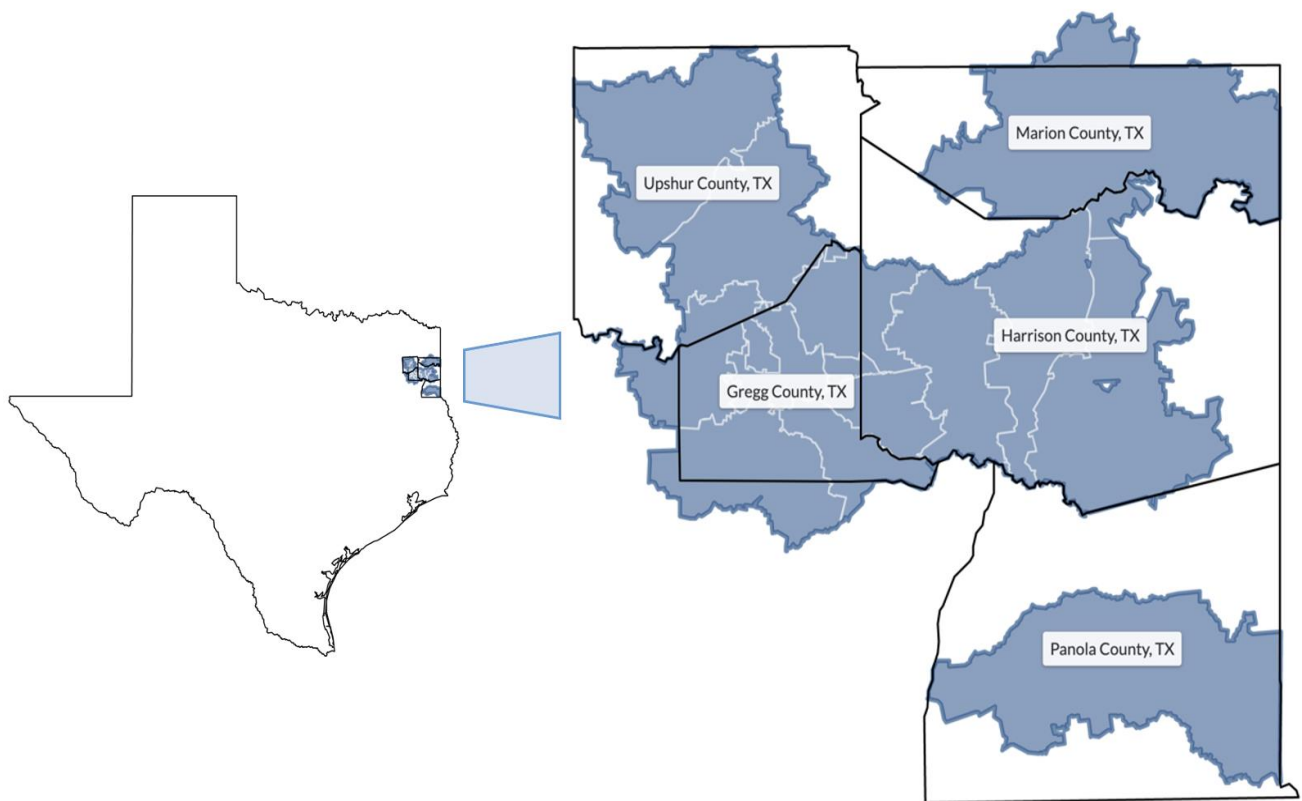 Marion County, TX
Upshur County, TX
Harrison County, TX
Gregg County, TX
Panola County, TX